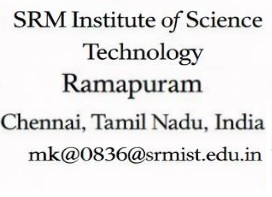 SRM Institute of Science
Technology
Ramapuram
Chennai, Tamil Nadu, India
mk@0836@srmist.edu.in